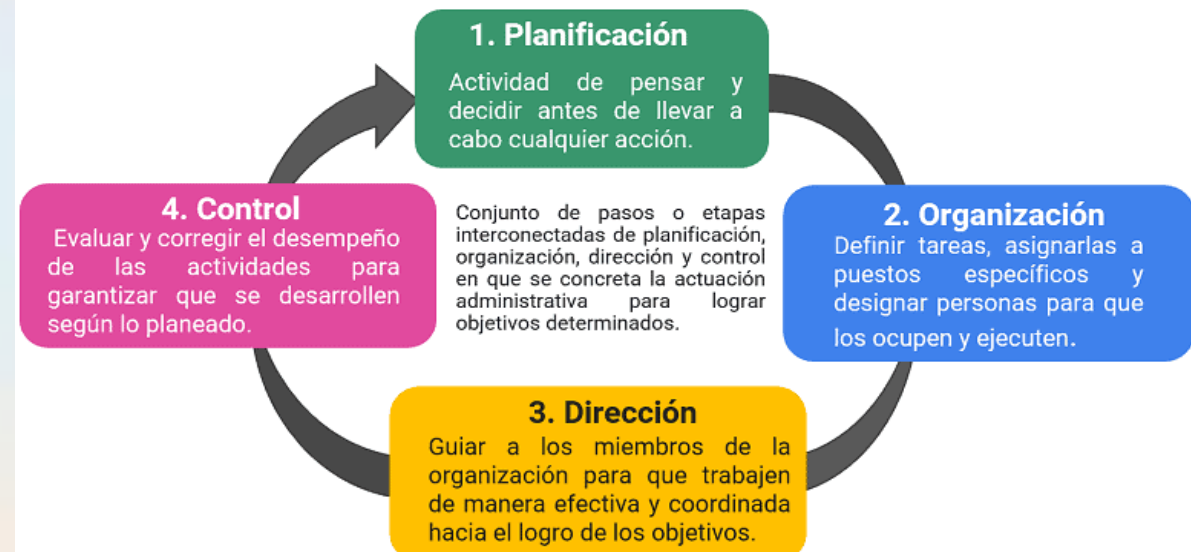 1. Planificación
Actividad de pensar y
decidir antes de llevar a
cabo cualquier acción.
4. Control
Evaluar y corregir el desempeño
de las actividades para
garantizar que se desarrollen
según lo planeado.
Conjunto de pasos o etapas
interconectadas de planificación,
organización, dirección y control
en que se concreta la actuación
administrativa para lograr
objetivos determinados.
2. Organización
Definir tareas, asignarlas a
puestos específicos y
designar personas para que
los ocupen y ejecuten.
3. Dirección
Guiar a los miembros de la
organización para que trabajen
de manera efectiva y coordinada
hacia el logro de los objetivos.